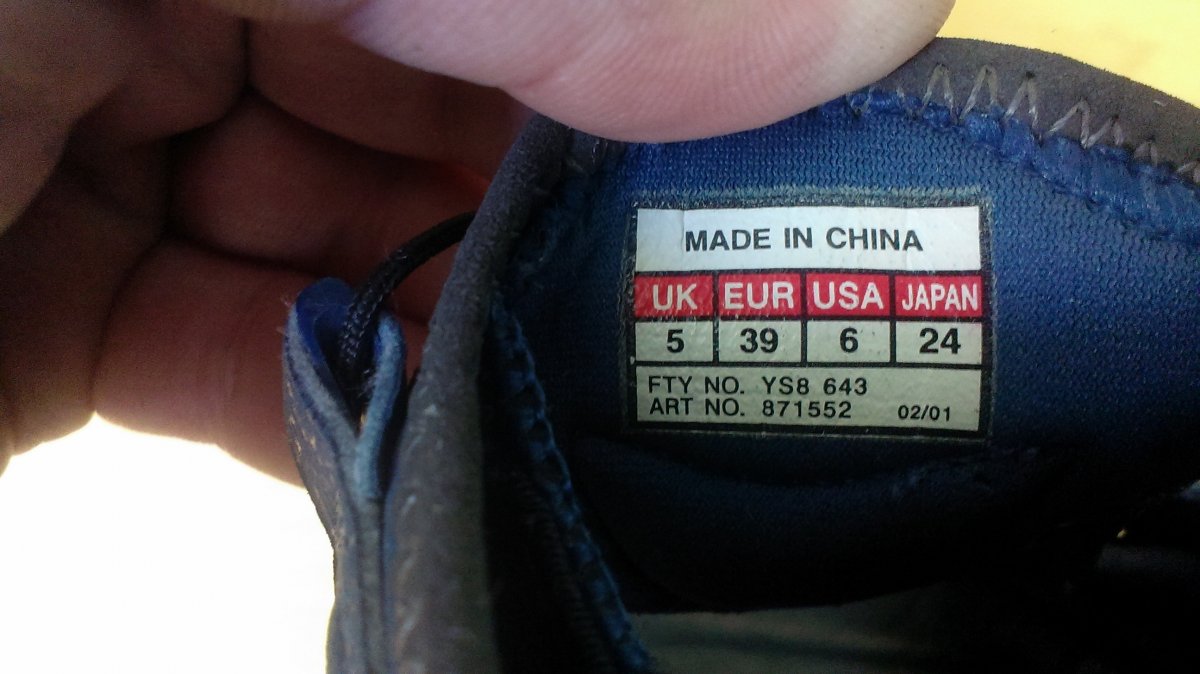 MADE IN CHINA
UK EUR USA JAPAN
5 39 6 24
FTY NO. YS8 643
ART NO. 871552 02/01